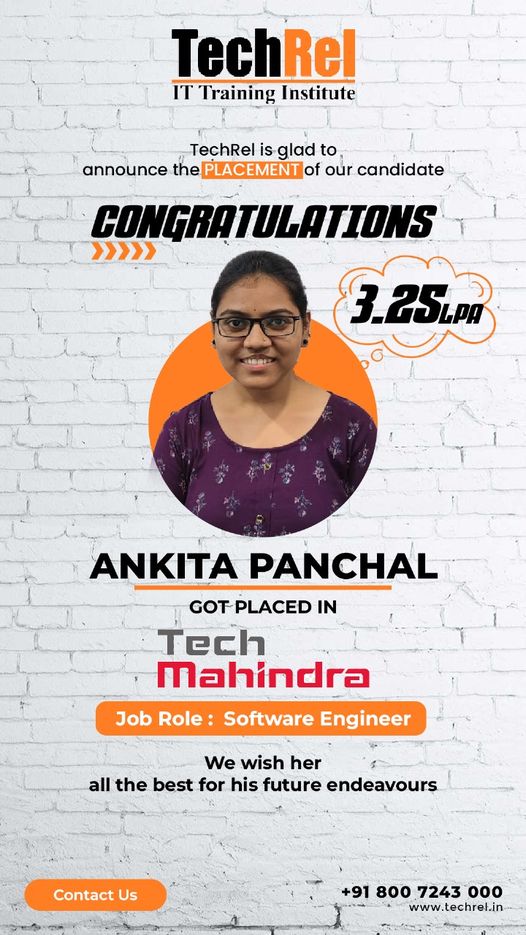 TechRel
IT Training Institute
TechRel is glad to
announce the PLACEMENT of our candidate
CONGRATULATIONS
3.25LPA
ANKITA PANCHAL
GOT PLACED IN
Tech
Mahindra
Job Role : Software Engineer
We wish her
all the best for his future endeavours
Contact Us
+91 800 7243 000
www.techrel.in